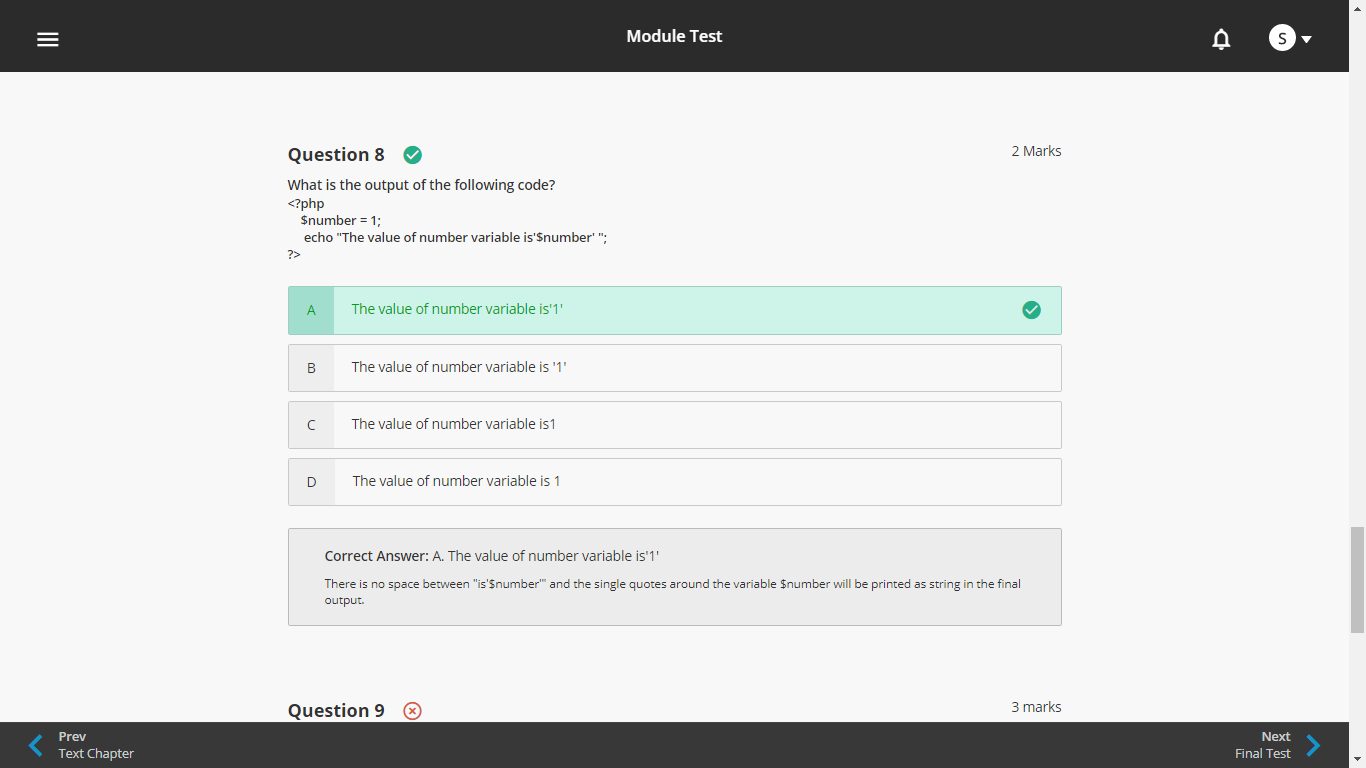 Module Test
S
Question 8
2 Marks
What is the output of the following code?
<?php
$number = 1;
echo "The value of number variable is'$number' ";
?>
A
The value of number variable is'1'
B
The value of number variable is '1'
C
The value of number variable is1
D
The value of number variable is 1
Correct Answer: A. The value of number variable is'1'
There is no space between "is'$number'" and the single quotes around the variable $number will be printed as string in the final
output.
Question 9
3 marks
Prev
Text Chapter
Next
Final Test